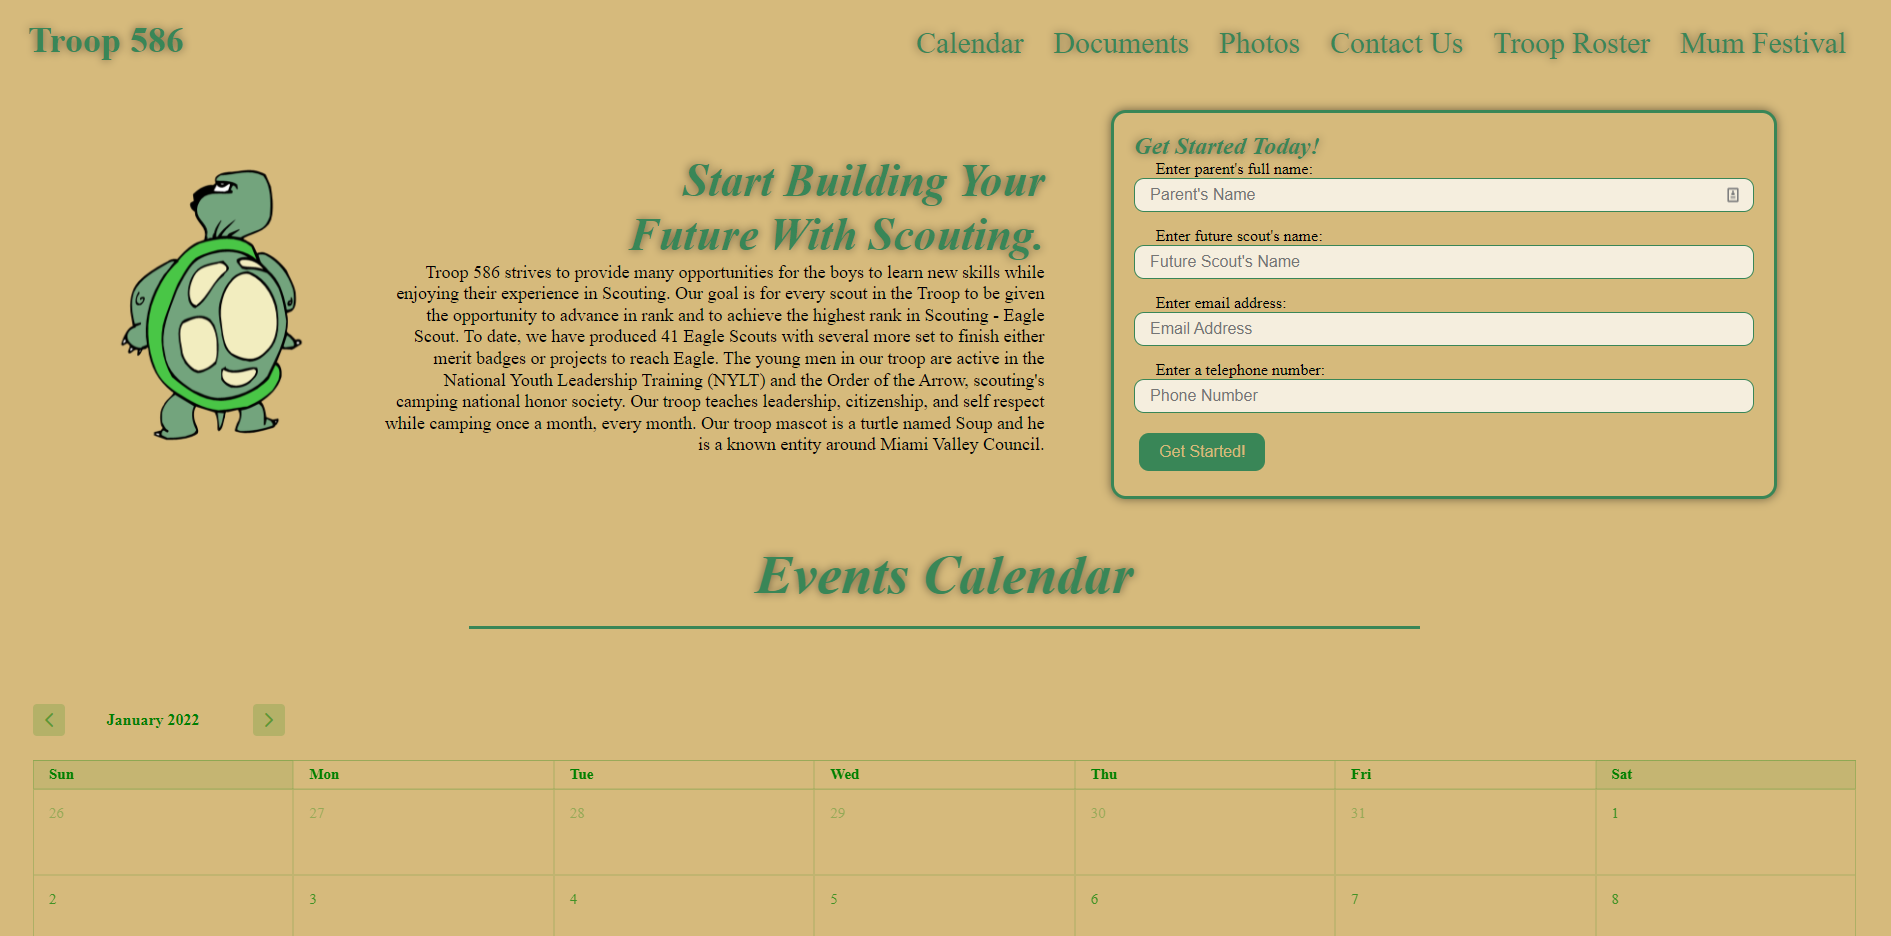 Troop 586
Calendar Documents Photos Contact Us Troop Roster Mum Festival
Start Building Your
Future With Scouting.
Troop 586 strives to provide many opportunities for the boys to learn new skills while
enjoying their experience in Scouting. Our goal is for every scout in the Troop to be given
the opportunity to advance in rank and to achieve the highest rank in Scouting - Eagle
Scout. To date, we have produced 41 Eagle Scouts with several more set to finish either
merit badges or projects to reach Eagle. The young men in our troop are active in the
National Youth Leadership Training (NYLT) and the Order of the Arrow, scouting's
camping national honor society. Our troop teaches leadership, citizenship, and self respect
while camping once a month, every month. Our troop mascot is a turtle named Soup and he
is a known entity around Miami Valley Council.
Get Started Today!
Enter parent's full name:
Parent's Name
Enter future scout's name:
Future Scout's Name
Enter email address:
Email Address
Enter a telephone number:
Phone Number
Get Started!
Events Calendar
January 2022
Sun Mon Tue Wed Thu Fri Sat
26 27 28 29 30 31 1
2 3 4 5 6 7 8